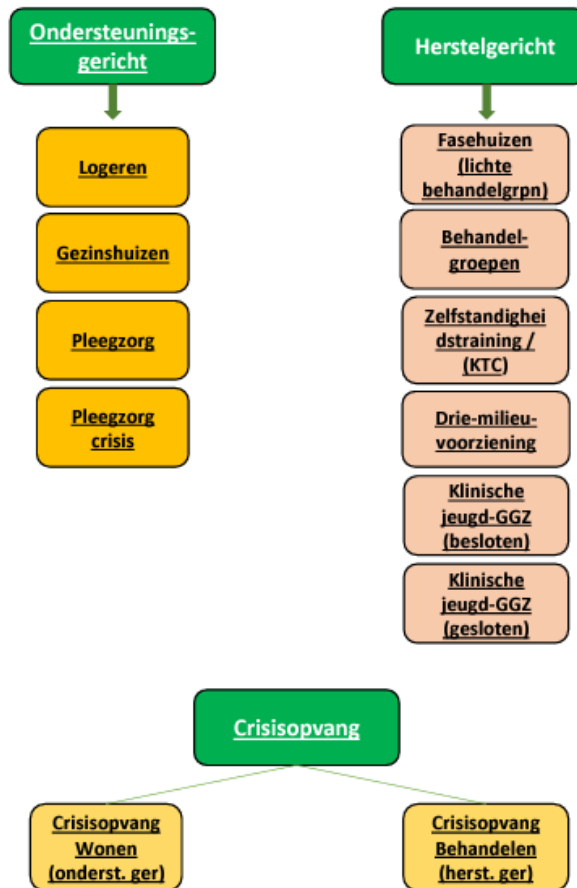 Ondersteunings-
gericht
Logeren
Gezinshuizen
Pleegzorg
Pleegzorg
crisis
Herstelgericht
Fasehuizen
(lichte
behandelgrpn)
Behandel-
groepen
Zelfstandighei
dstraining /
(KTC)
Drie-milieu-
voorziening
Klinische
jeugd-GGZ
(besloten)
Klinische
jeugd-GGZ
(gesloten)
Crisisopvang
Crisisopvang
Wonen
(onderst. ger)
Crisisopvang
Behandelen
(herst. ger)